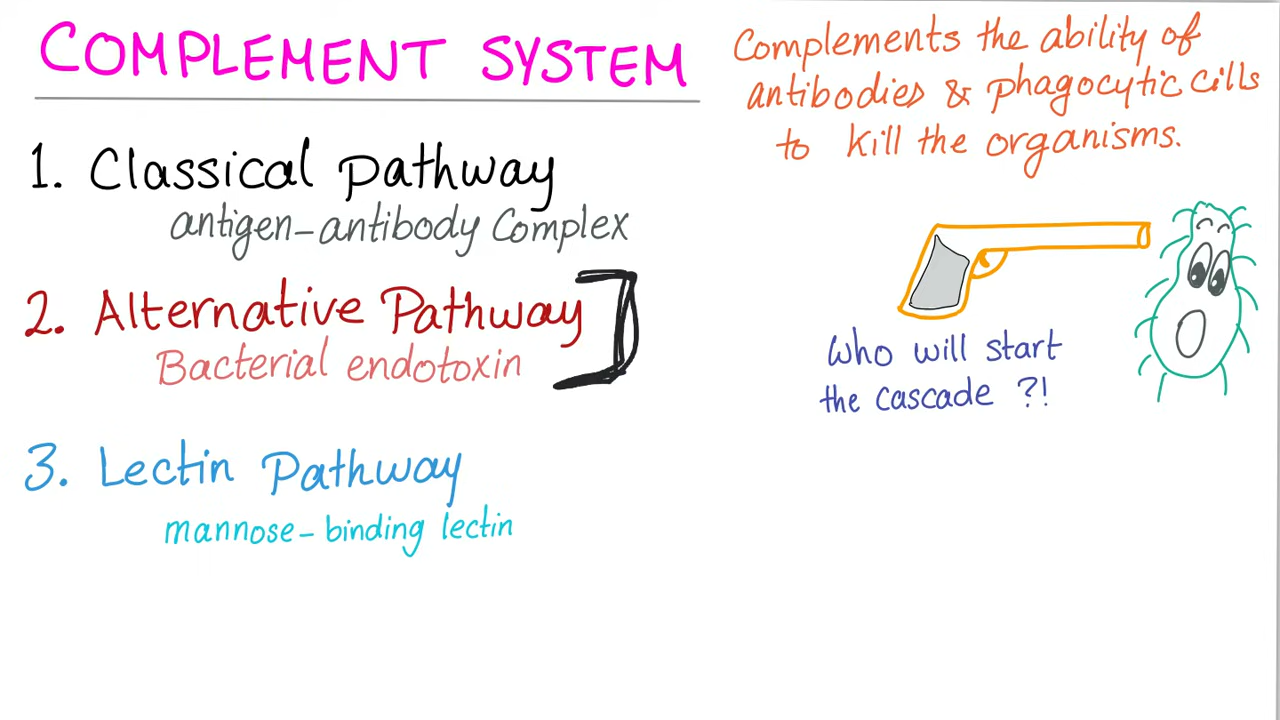 COMPLEMENT SYSTEM
Complements the ability of
antibodies & phagocytic cills
to kill the organisms.
1. Classical pathway
antigen-antibody Complex
2. Alternative Pathway
Bacterial endotoxin
3. Lectin Pathway
mannose-binding lectin
Who will start
the cascade ?!